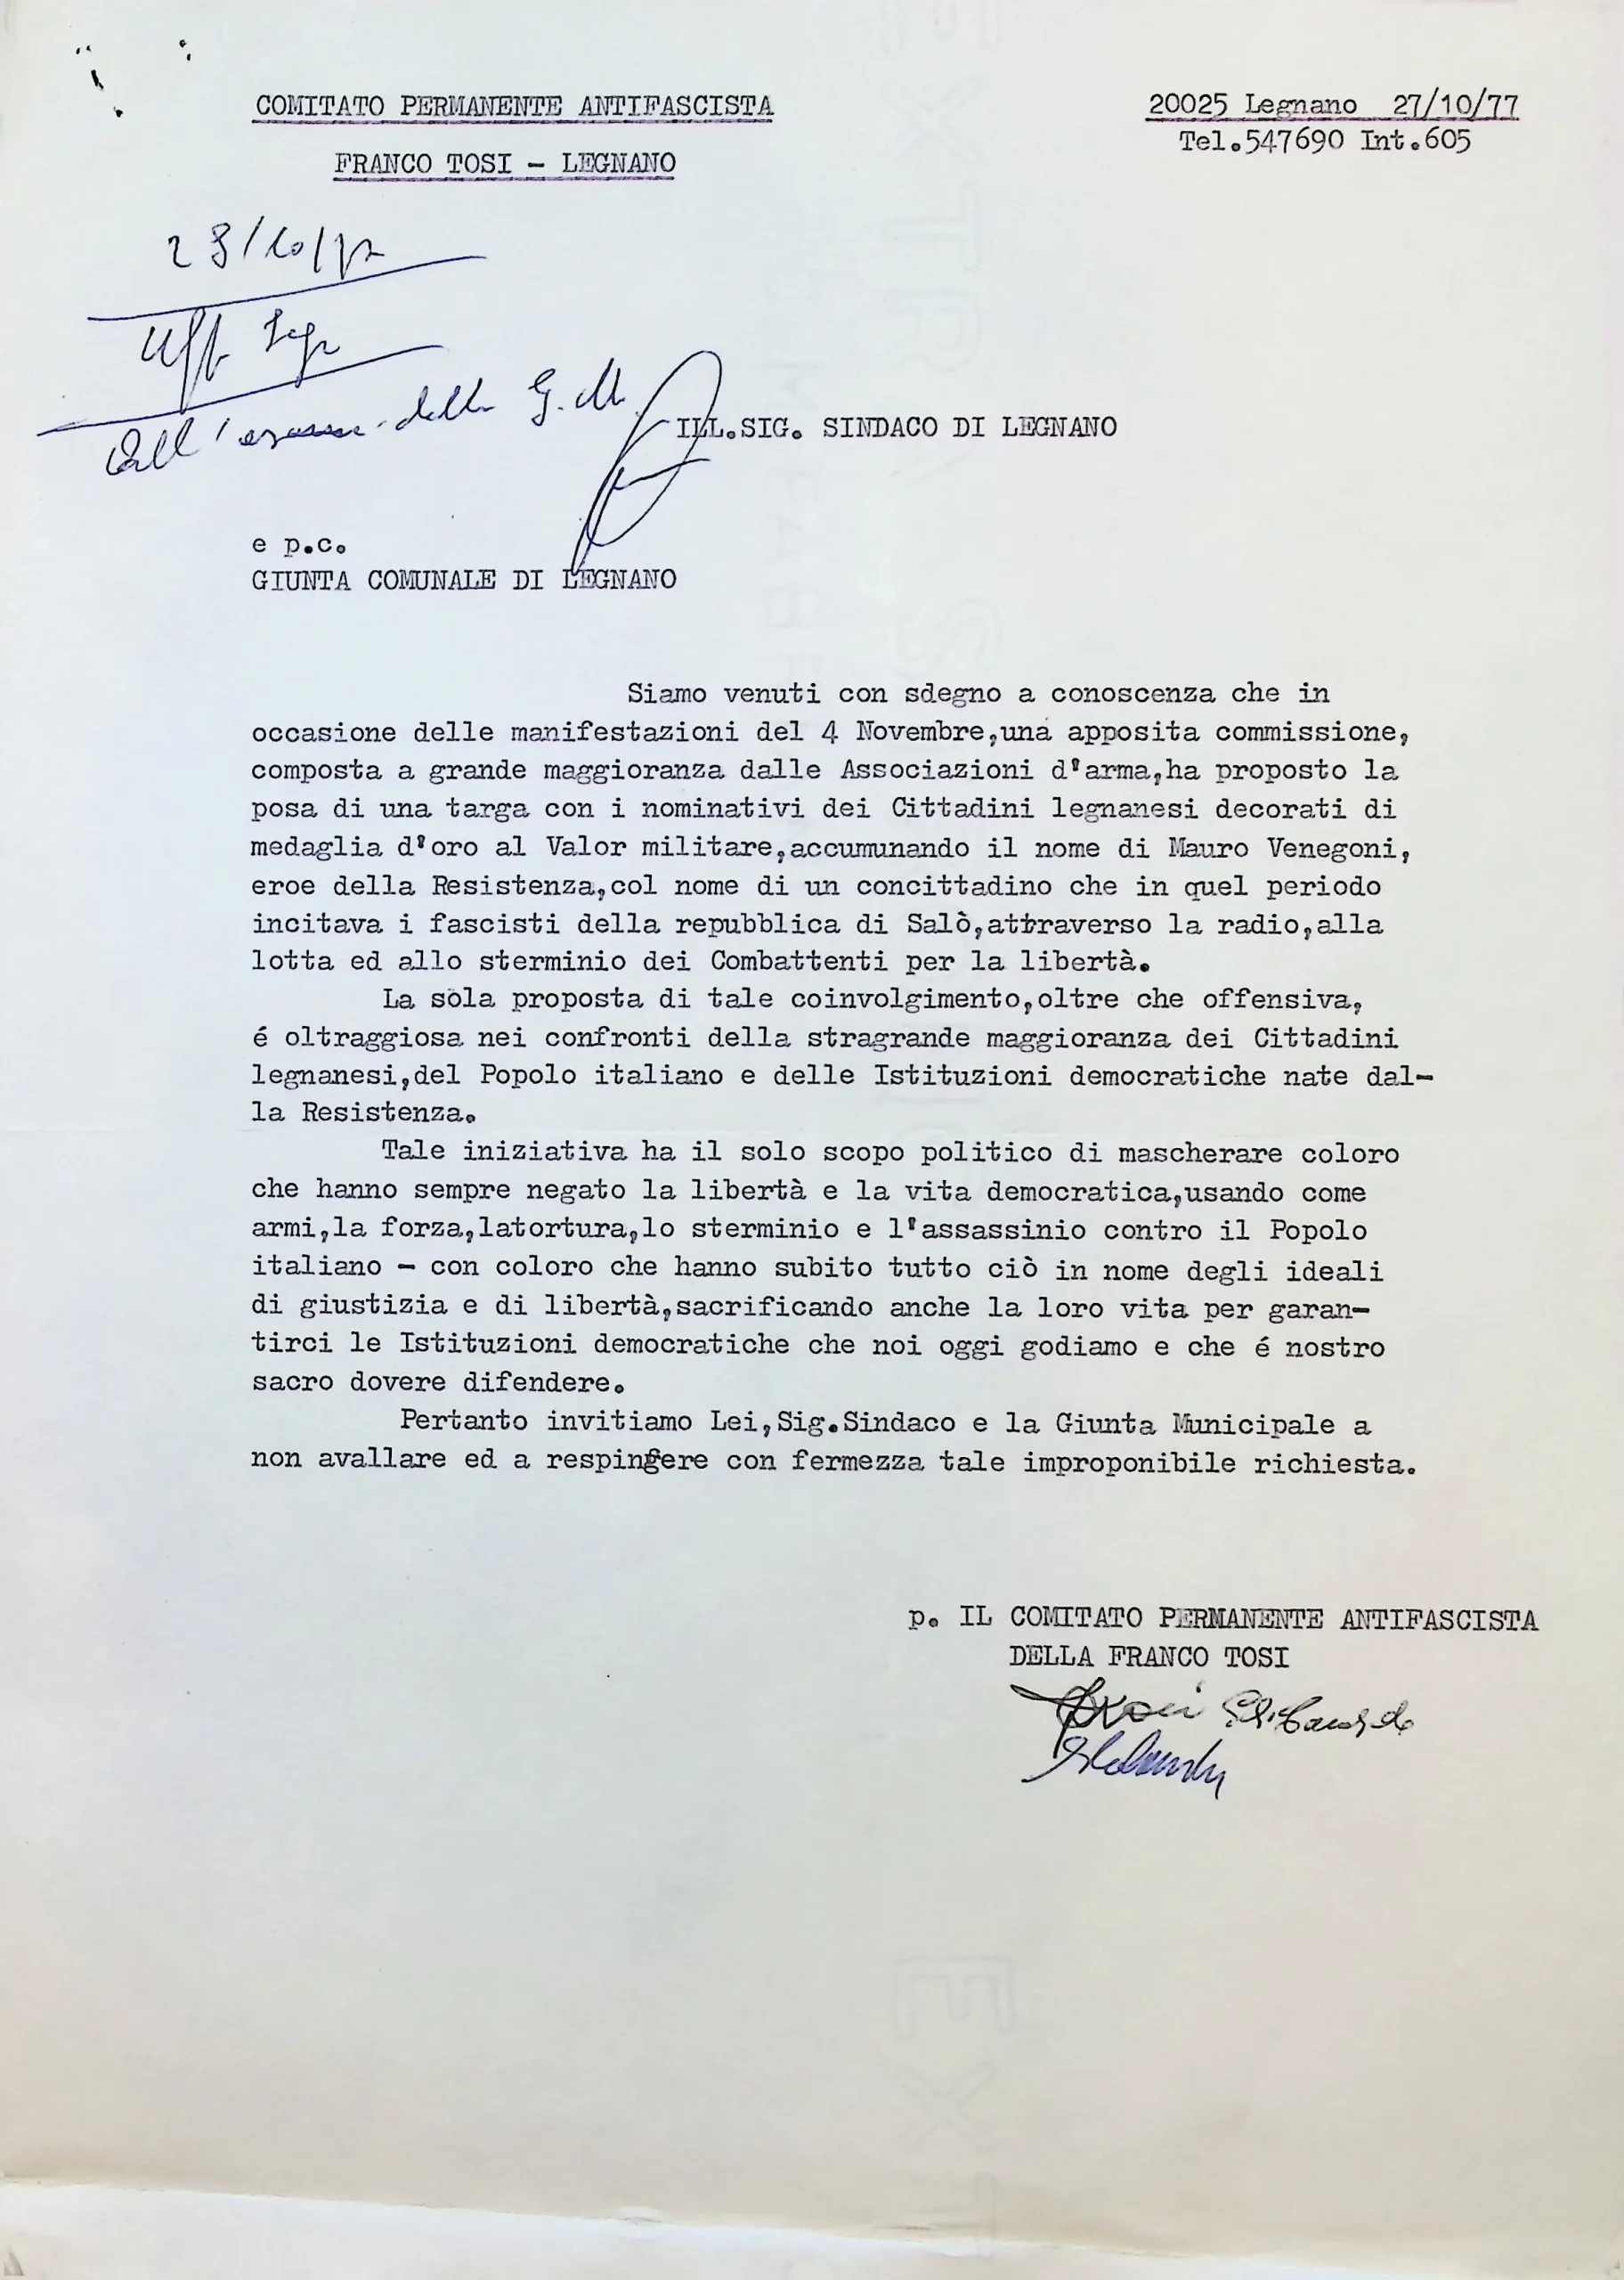 COMITATO PERMANENTE ANTIFASCISTA
FRANCO TOSI - LEGNANO
20025 Legnano 27/10/77
Tel.547690 Int.605
28/10/77
Uff. Segr
All'esame della G.M.
ILL.SIG. SINDACO DI LEGNANO
e p.c.
GIUNTA COMUNALE DI LEGNANO
Siamo venuti con sdegno a conoscenza che in
occasione delle manifestazioni del 4 Novembre,una apposita commissione,
composta a grande maggioranza dalle Associazioni d'arma,ha proposto la
posa di una targa con i nominativi dei Cittadini legnanesi decorati di
medaglia d'oro al Valor militare,accumunando il nome di Mauro Venegoni,
eroe della Resistenza,col nome di un concittadino che in quel periodo
incitava i fascisti della repubblica di Salò,attraverso la radio,alla
lotta ed allo sterminio dei Combattenti per la libertà.
La sola proposta di tale coinvolgimento,oltre che offensiva,
é oltraggiosa nei confronti della stragrande maggioranza dei Cittadini
legnanesi,del Popolo italiano e delle Istituzioni democratiche nate dal-
la Resistenza.
Tale iniziativa ha il solo scopo politico di mascherare coloro
che hanno sempre negato la libertà e la vita democratica,usando come
armi,la forza,latortura,lo sterminio e l'assassinio contro il Popolo
italiano - con coloro che hanno subito tutto ciò in nome degli ideali
di giustizia e di libertà,sacrificando anche la loro vita per garan-
tirci le Istituzioni democratiche che noi oggi godiamo e che é nostro
sacro dovere difendere.
Pertanto invitiamo Lei,Sig.Sindaco e la Giunta Municipale a
non avallare ed a respingere con fermezza tale improponibile richiesta.
p. IL COMITATO PERMANENTE ANTIFASCISTA
DELLA FRANCO TOSI